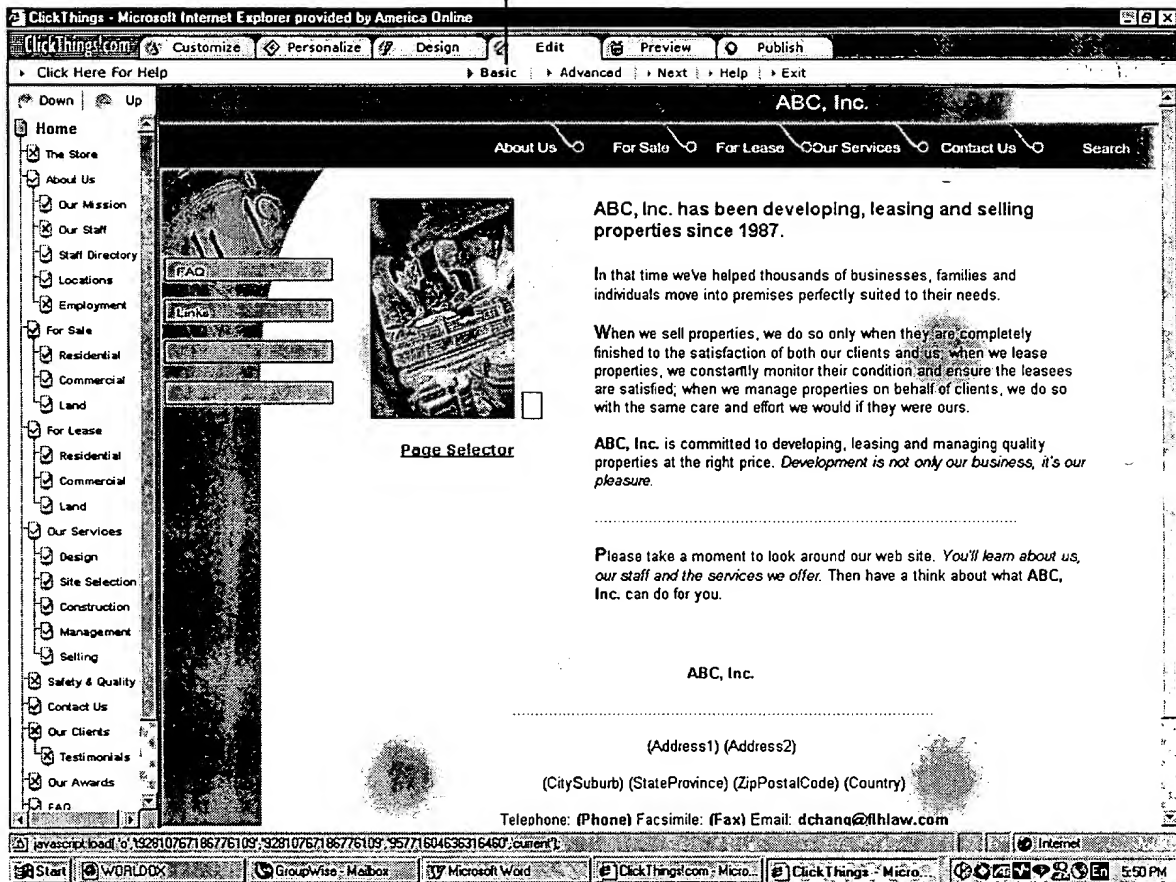 ClickThings - Microsoft Internet Explorer provided by America Online
ClickThings!com Customize Personalize Design Edit Preview Publish
Click Here For Help Basic Advanced Next Help Exit
Down Up
Home
The Store
About Us
Our Mission
Our Staff
Staff Directory
Locations
Employment
For Sale
Residential
Commercial
Land
For Lease
Residential
Commercial
Land
Our Services
Design
Site Selection
Construction
Management
Selling
Safety & Quality
Contact Us
Our Clients
Testimonials
Our Awards
FAQ
ABC, Inc.
About Us For Sale For Lease Our Services Contact Us Search
FAQ
Links
Page Selector
ABC, Inc. has been developing, leasing and selling
properties since 1987.
In that time we've helped thousands of businesses, families and
individuals move into premises perfectly suited to their needs.
When we sell properties, we do so only when they are completely
finished to the satisfaction of both our clients and us; when we lease
properties, we constantly monitor their condition and ensure the leasees
are satisfied; when we manage properties on behalf of clients, we do so
with the same care and effort we would if they were ours.
ABC, Inc. is committed to developing, leasing and managing quality
properties at the right price. Development is not only our business, it's our
pleasure.
Please take a moment to look around our web site. You'll learn about us,
our staff and the services we offer. Then have a think about what ABC,
Inc. can do for you.
ABC, Inc.
(Address1) (Address2)
(CitySuburb) (StateProvince) (ZipPostalCode) (Country)
Telephone: (Phone) Facsimile: (Fax) Email: dchang@flhlaw.com
javascript:load( 'o','928107671867761 09','928107671867761 09','957716046363 16460','current'); Internet
Start WORLDOX GroupWise - Mailbox Microsoft Word ClickThings!com - Micro... ClickThings - Micro... En 5:50 PM